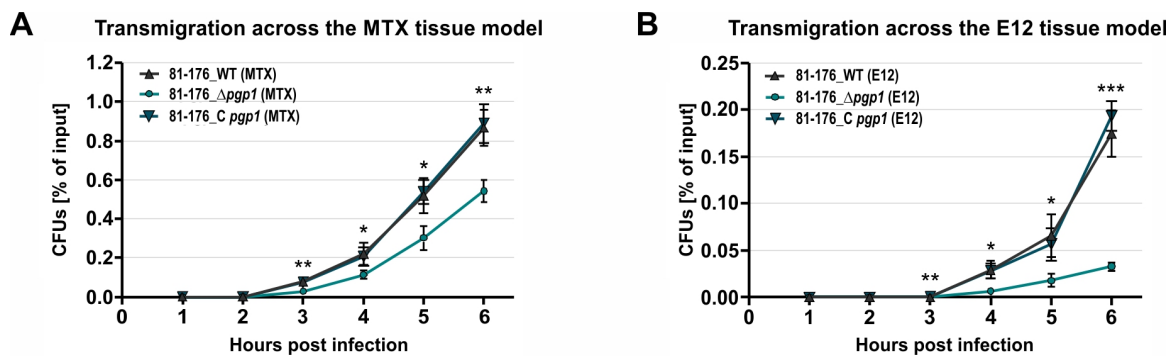 A
Transmigration across the MTX tissue model
81-176_WT (MTX)
81-176_Δpgp1 (MTX)
81-176_C pgp1 (MTX)
CFUs [% of input]
1.2
1.0
0.8
0.6
0.4
0.2
0.0
**
*
*
**
0 1 2 3 4 5 6
Hours post infection
B
Transmigration across the E12 tissue model
81-176_WT (E12)
81-176_Δpgp1 (E12)
81-176_C pgp1 (E12)
CFUs [% of input]
0.25
0.20
0.15
0.10
0.05
0.00
**
*
*
***
0 1 2 3 4 5 6
Hours post infection